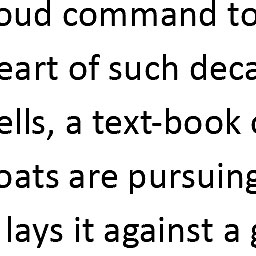 oud command to
eart of such deca
ells, a text-book
oats are pursuing
lays it against a g